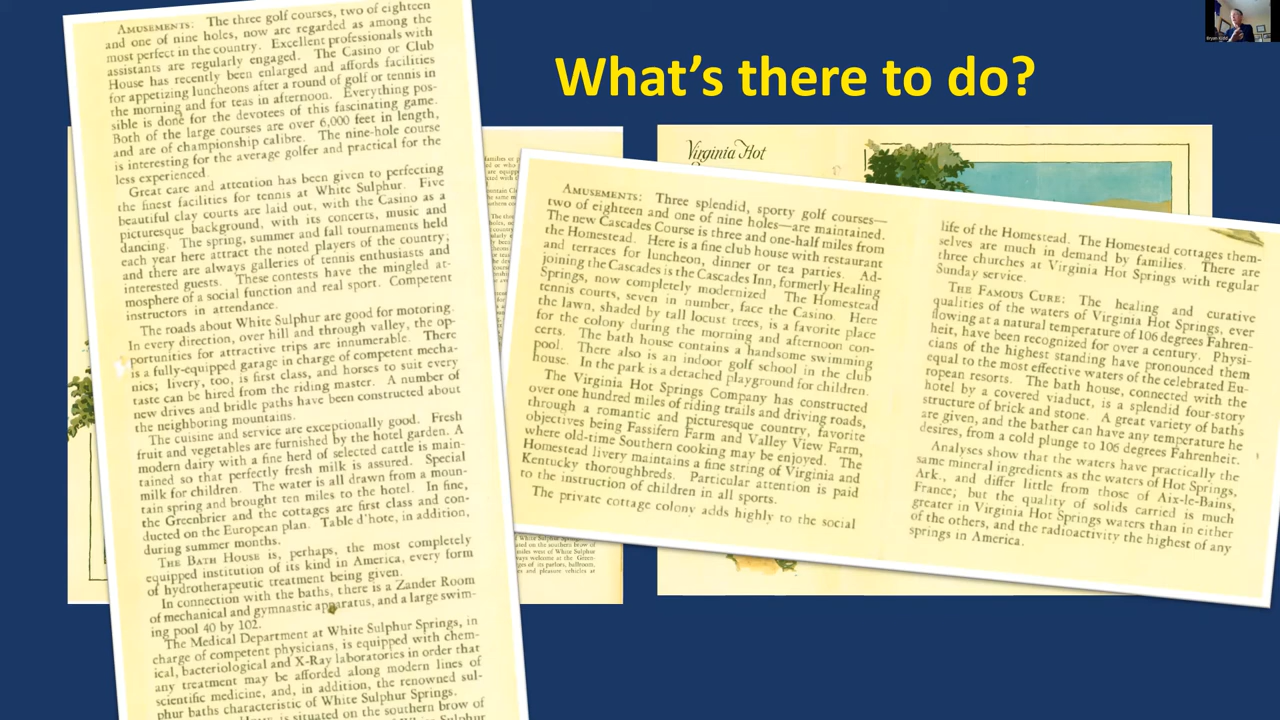 What's there to do?
AMUSEMENTS: The three golf courses, two of eighteen
and one of nine holes, now are regarded as among the
most perfect in the country. Excellent professionals with
assistants are regularly engaged. The Casino or Club
House has recently been enlarged and affords facilities
for appetizing luncheons after a round of golf or tennis in
the morning and for teas in afternoon. Everything pos-
sible is done for the devotees of this fascinating game.
Both of the large courses are over 6,000 feet in length,
and are of championship calibre. The nine-hole course
is interesting for the average golfer and practical for the
less experienced.
Great care and attention has been given to perfecting
the finest facilities for tennis at White Sulphur. Five
beautiful clay courts are laid out, with the Casino as a
picturesque background, with its concerts, music and
dancing. The spring, summer and fall tournaments held
each year here attract the noted players of the country;
and there are always galleries of tennis enthusiasts and
interested guests. These contests have the mingled at-
mosphere of a social function and real sport. Competent
instructors in attendance.
The roads about White Sulphur are good for motoring.
In every direction, over hill and through valley, the op-
portunities for attractive trips are innumerable. There
is a fully-equipped garage in charge of competent mecha-
nics; livery, too, is first class, and horses to suit every
taste can be hired from the riding master. A number of
new drives and bridle paths have been constructed about
the neighboring mountains.
The cuisine and service are exceptionally good. Fresh
fruit and vegetables are furnished by the hotel garden. A
modern dairy with a fine herd of selected cattle is main-
tained so that perfectly fresh milk is assured. Special
milk for children. The water is all drawn from a moun-
tain spring and brought ten miles to the hotel. In fine,
the Greenbrier and the cottages are first class and con-
ducted on the European plan. Table d'hote, in addition,
during summer months.
THE BATH HOUSE is, perhaps, the most completely
equipped institution of its kind in America, every form
of hydrotherapeutic treatment being given.
In connection with the baths, there is a Zander Room
of mechanical and gymnastic apparatus, and a large swim-
ing pool 40 by 102.
The Medical Department at White Sulphur Springs, in
charge of competent physicians, is equipped with chem-
ical, bacteriological and X-Ray laboratories in order that
any treatment may be afforded along modern lines of
scientific medicine, and, in addition, the renowned sul-
phur baths characteristic of White Sulphur Springs.
is situated on the southern brow of
Virginia Hot
AMUSEMENTS: Three splendid, sporty golf courses—
two of eighteen and one of nine holes—are maintained.
The new Cascades Course is three and one-half miles from
the Homestead. Here is a fine club house with restaurant
and terraces for luncheon, dinner or tea parties. Ad-
joining the Cascades is the Cascades Inn, formerly Healing
Springs, now completely modernized The Homestead
tennis courts, seven in number, face the Casino. Here
the lawn, shaded by tall locust trees, is a favorite place
for the colony during the morning and afternoon con-
certs. The bath house contains a handsome swimming
pool. There also is an indoor golf school in the club
house. In the park is a detached playground for children.
The Virginia Hot Springs Company has constructed
over one hundred miles of riding trails and driving roads,
through a romantic and picturesque country, favorite
objectives being Fassifern Farm and Valley View Farm,
where old-time Southern cooking may be enjoyed. The
Homestead livery maintains a fine string of Virginia and
Kentucky thoroughbreds. Particular attention is paid
to the instruction of children in all sports.
The private cottage colony adds highly to the social
life of the Homestead. The Homestead cottages them-
selves are much in demand by families. There are
three churches at Virginia Hot Springs with regular
Sunday service.
THE FAMOUS CURE: The healing and curative
qualities of the waters of Virginia Hot Springs, ever
flowing at a natural temperature of 106 degrees Fahren-
heit, have been recognized for over a century. Physi-
cians of the highest standing have pronounced them
equal to the most effective waters of the celebrated Eu-
ropean resorts. The bath house, connected with the
hotel by a covered viaduct, is a splendid four-story
structure of brick and stone. A great variety of baths
are given, and the bather can have any temperature he
desires, from a cold plunge to 106 degrees Fahrenheit.
Analyses show that the waters have practically the
same mineral ingredients as the waters of Hot Springs,
Ark., and differ little from those of Aix-le-Bains,
France; but the quality of solids carried is much
greater in Virginia Hot Springs waters than in either
of the others, and the radioactivity the highest of any
springs in America.